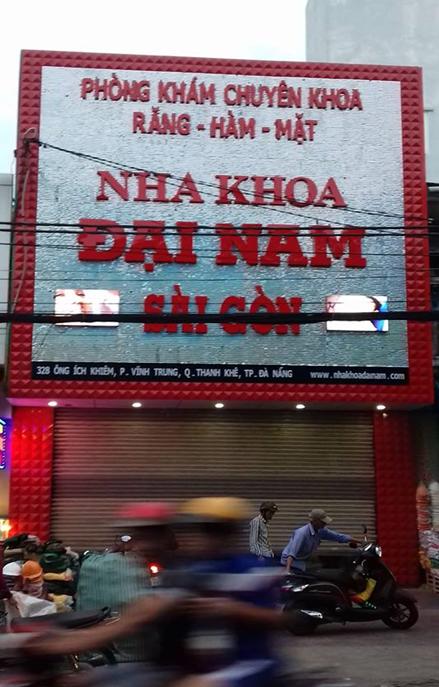 PHÒNG KHÁM CHUYÊN KHOA
RĂNG - HÀM - MẶT
NHA KHOA
ĐẠI NAM
SÀI GÒN
328 ÔNG ÍCH KHIÊM, P. VĨNH TRUNG, Q. THANH KHÊ, TP. ĐÀ NẴNG www.nhakhoadainam.com